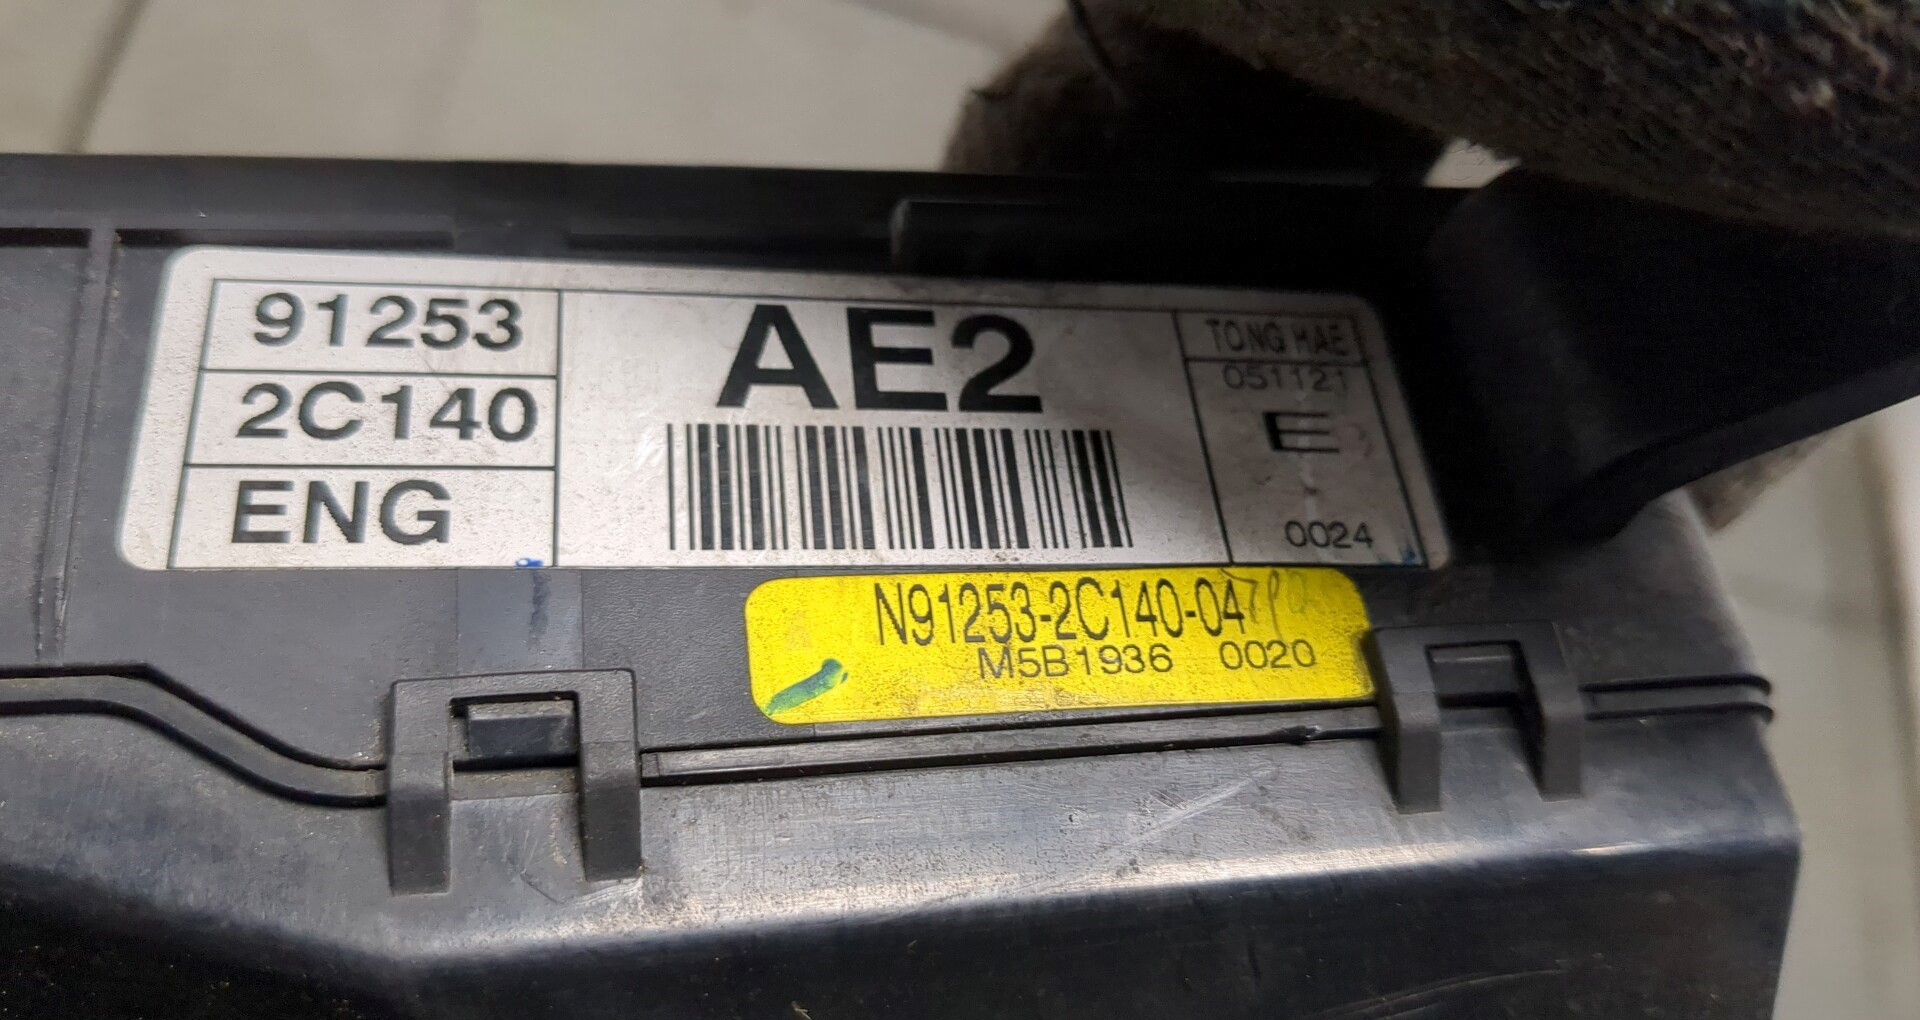 91253
2C140
ENG
AE2
TONG HAE
051121
E
0024
N91253-2C140-04
M5B1936 0020